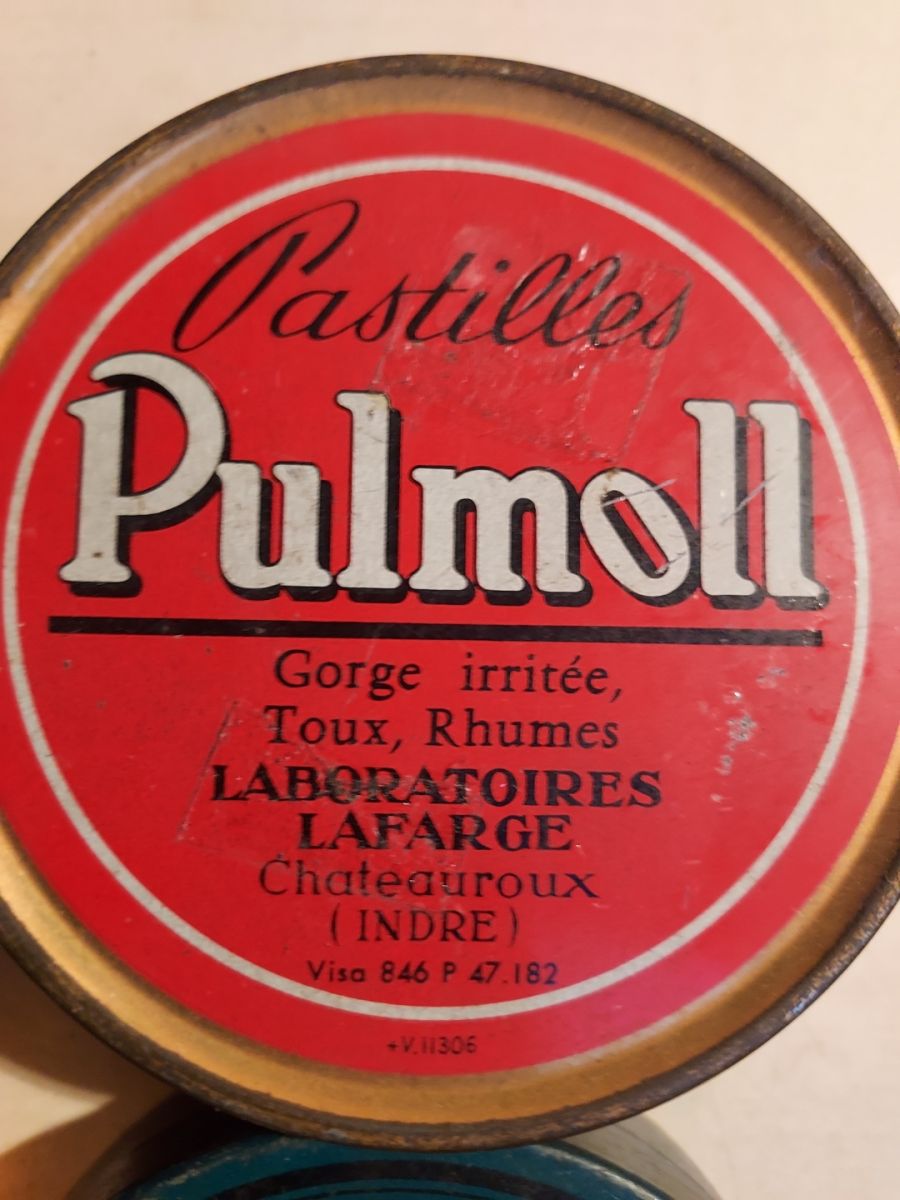 Pastilles
Pulmoll
Gorge irritée,
Toux, Rhumes
LABORATOIRES
LAFARGE
Chateauroux
(INDRE)
Visa 846 P 47.182
+V.11306